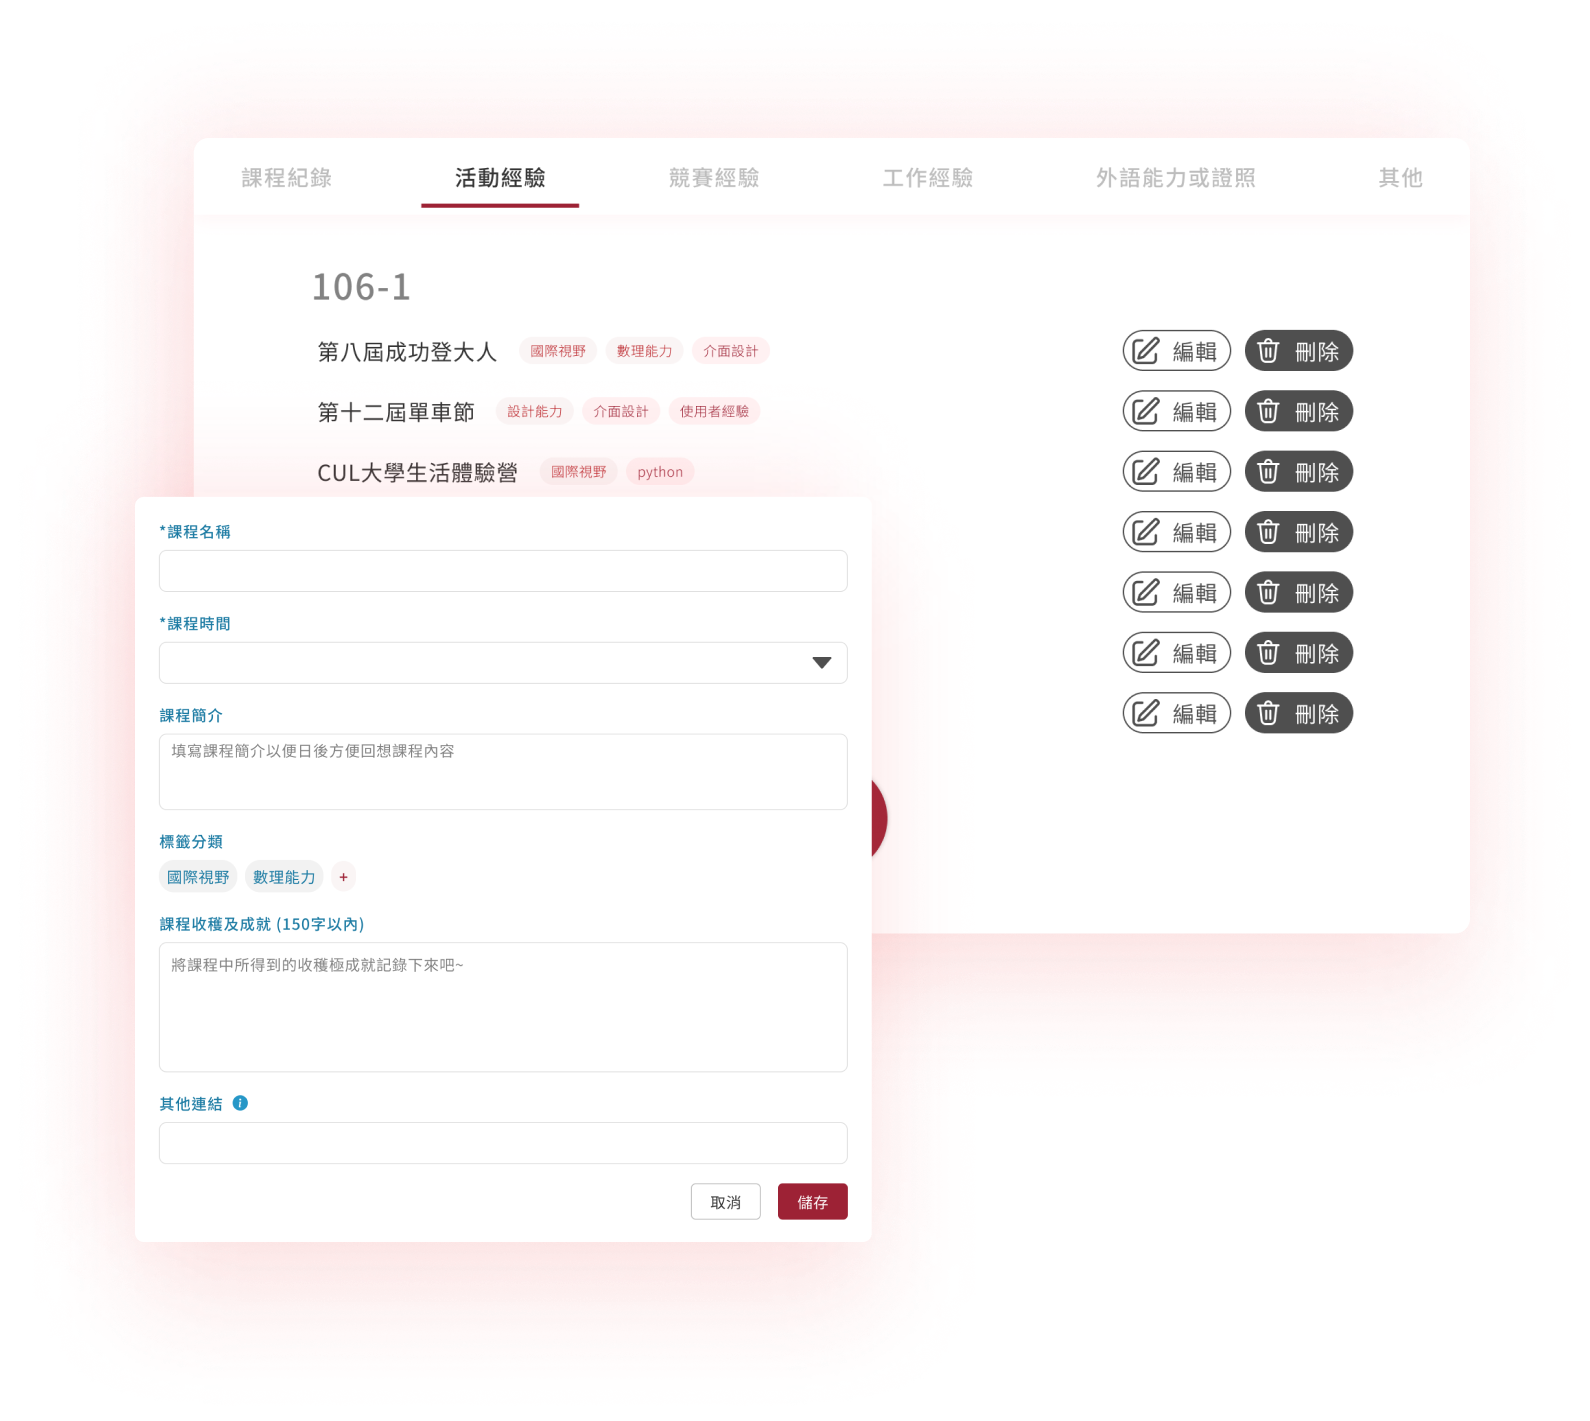 課程紀錄 活動經驗 競賽經驗 工作經驗 外語能力或證照 其他
106-1
第八屆成功登大人 國際視野 數理能力 介面設計 編輯 刪除
第十二屆單車節 設計能力 介面設計 使用者經驗 編輯 刪除
CUL大學生活體驗營 國際視野 python 編輯 刪除
編輯 刪除
編輯 刪除
編輯 刪除
編輯 刪除
*課程名稱
*課程時間
課程簡介
填寫課程簡介以便日後方便回想課程內容
標籤分類
國際視野 數理能力 +
課程收穫及成就 (150字以內)
將課程中所得到的收穫極成就記錄下來吧~
其他連結 i
取消 儲存